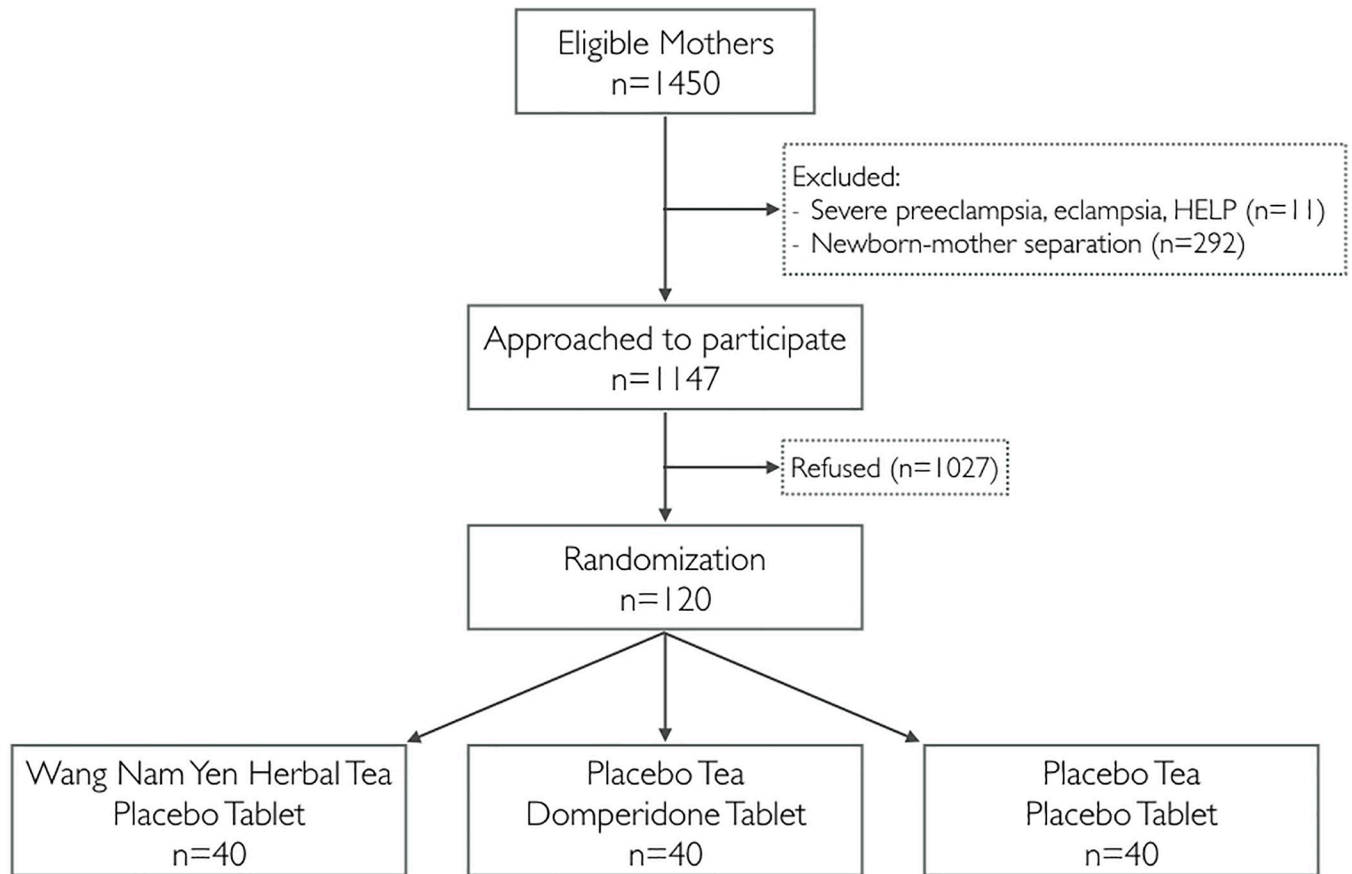 Eligible Mothers
n=1450
Excluded:
- Severe preeclampsia, eclampsia, HELP (n=11)
- Newborn-mother separation (n=292)
Approached to participate
n=1147
Refused (n=1027)
Randomization
n=120
Wang Nam Yen Herbal Tea
Placebo Tablet
n=40
Placebo Tea
Domperidone Tablet
n=40
Placebo Tea
Placebo Tablet
n=40